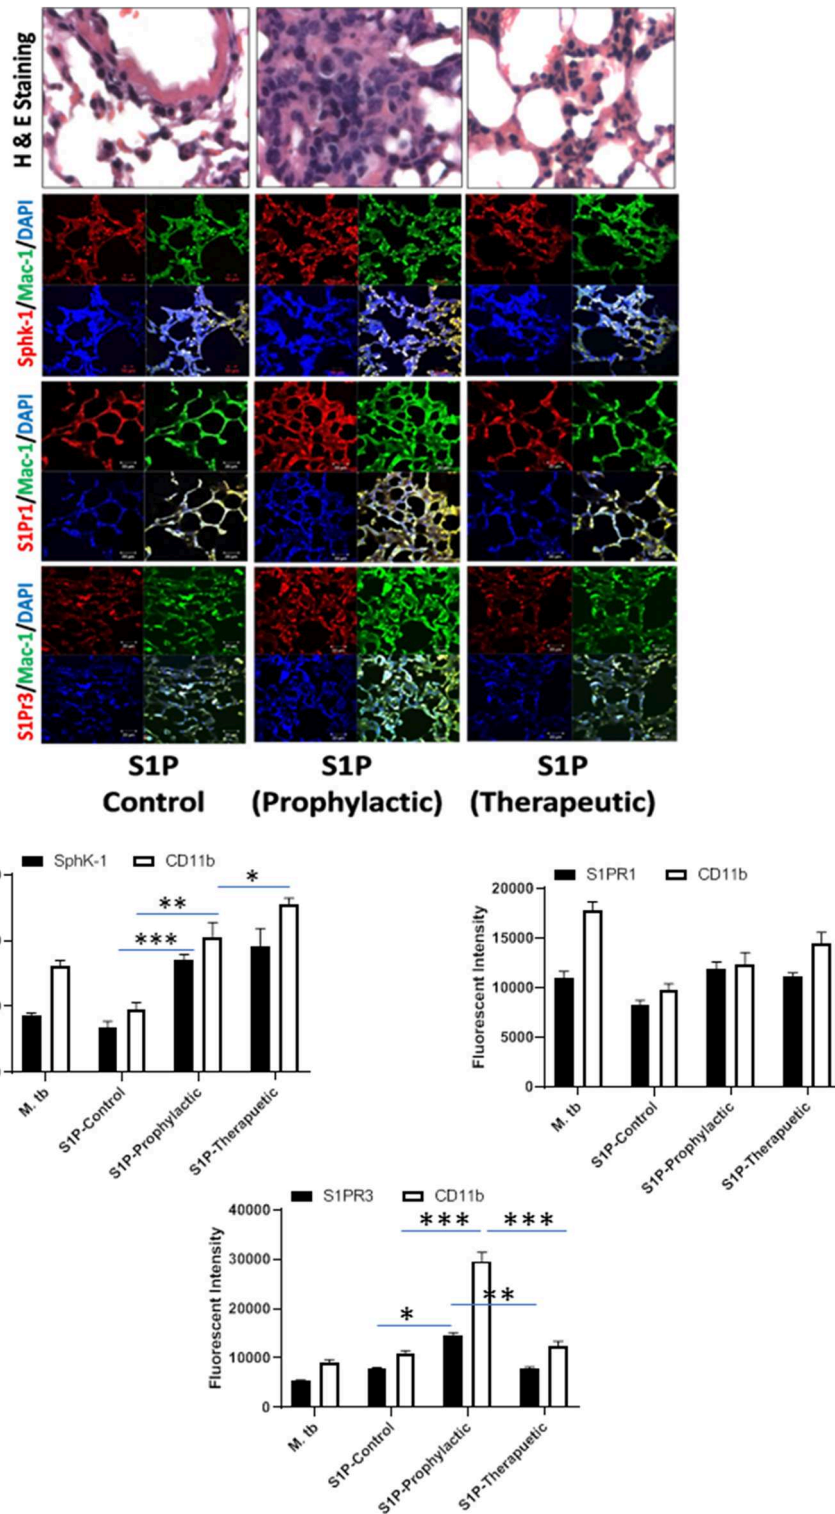 H & E Staining
Sphk-1/Mac-1/DAPI
S1Pr1/Mac-1/DAPI
S1Pr3/Mac-1/DAPI
S1P
Control
S1P
(Prophylactic)
S1P
(Therapeutic)
SphK-1
CD11b
***
**
*
M. tb
S1P-Control
S1P-Prophylactic
S1P-Therapuetic
S1PR1
CD11b
Fluorescent Intensity
20000
15000
10000
5000
0
M. tb
S1P-Control
S1P-Prophylactic
S1P-Therapuetic
S1PR3
CD11b
Fluorescent Intensity
40000
30000
20000
10000
0
***
***
*
**
M. tb
S1P-Control
S1P-Prophylactic
S1P-Therapuetic